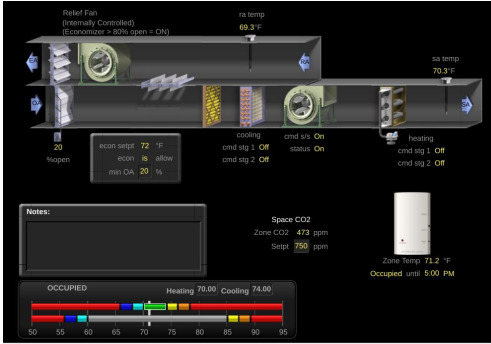 Relief Fan
(Internally Controlled)
(Economizer > 80% open = ON)
ra temp
69.3°F
sa temp
70.3°F
EA
RA
OA
SA
20
%open
econ setpt 72 °F
econ is allow
min OA 20 %
cooling
cmd stg 1 Off
cmd stg 2 Off
cmd s/s On
status On
heating
cmd stg 1 Off
cmd stg 2 Off
Notes:
Space CO2
Zone CO2 473 ppm
Setpt 750 ppm
Zone Temp 71.2 °F
Occupied until 5:00 PM
OCCUPIED Heating 70.00 Cooling 74.00
50 55 60 65 70 75 80 85 90 95